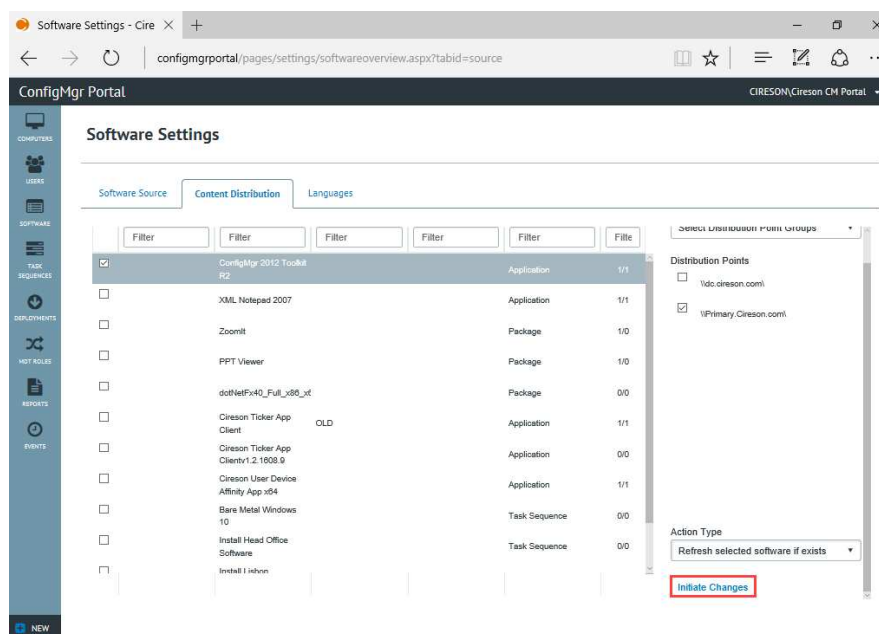 Software Settings - Cire
configmgrportal/pages/settings/softwareoverview.aspx?tabid=source
ConfigMgr Portal
CIRESON\Cireson CM Portal
COMPUTERS
USERS
SOFTWARE
TASK
SEQUENCES
DEPLOYMENTS
MDT ROLES
REPORTS
EVENTS
NEW
Software Settings
Software Source
Content Distribution
Languages
Filter
Filter
Filter
Filter
Filter
Filte
ConfigMgr 2012 Toolkit
R2
Application
1/1
XML Notepad 2007
Application
1/1
ZoomIt
Package
1/0
PPT Viewer
Package
1/0
dotNetFx40_Full_x86_x6
Package
0/0
Cireson Ticker App
Client
OLD
Application
1/1
Cireson Ticker App
Clientv1.2.1608.9
Application
0/0
Cireson User Device
Affinity App x64
Application
1/1
Bare Metal Windows
10
Task Sequence
0/0
Install Head Office
Software
Task Sequence
0/0
Install Lisbon
Select Distribution Point Groups
Distribution Points
\\dc.cireson.com\
\\Primary.Cireson.com\
Action Type
Refresh selected software if exists
Initiate Changes